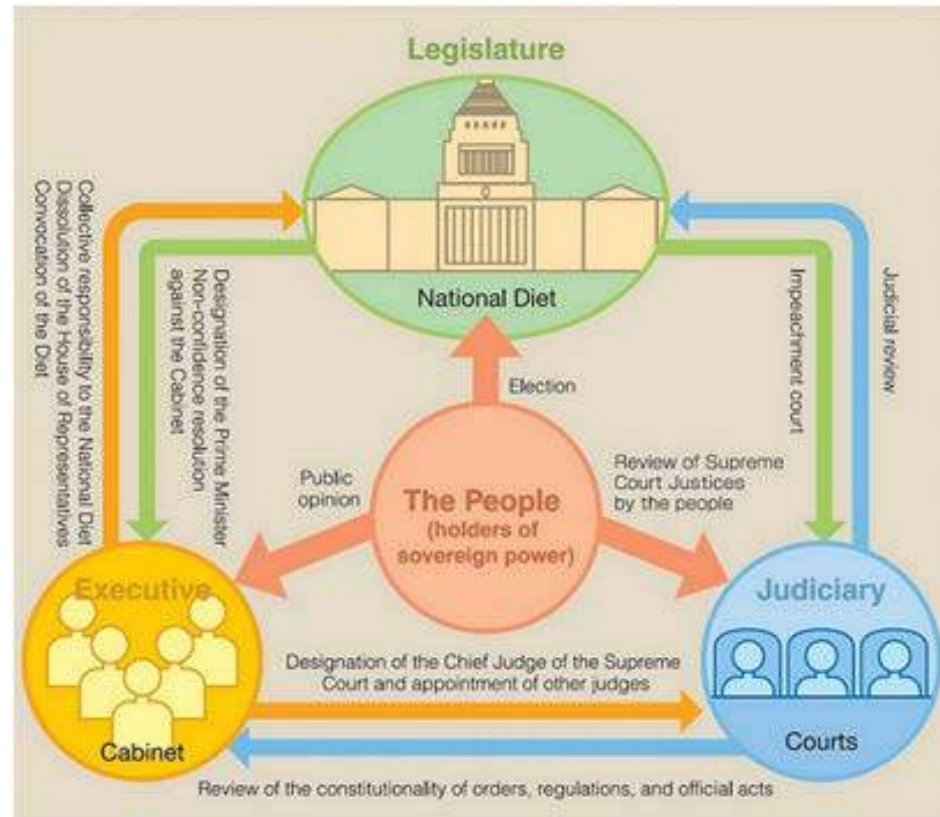 Legislature
National Diet
Collective responsibility to the National Diet
Dissolution of the House of Representatives
Convocation of the Diet
Designation of the Prime Minister
Non-confidence resolution
against the Cabinet
Impeachment court
Judicial review
Election
Public
opinion
The People
(holders of
sovereign power)
Review of Supreme
Court Justices
by the people
Executive
Cabinet
Judiciary
Courts
Designation of the Chief Judge of the Supreme
Court and appointment of other judges
Review of the constitutionality of orders, regulations, and official acts